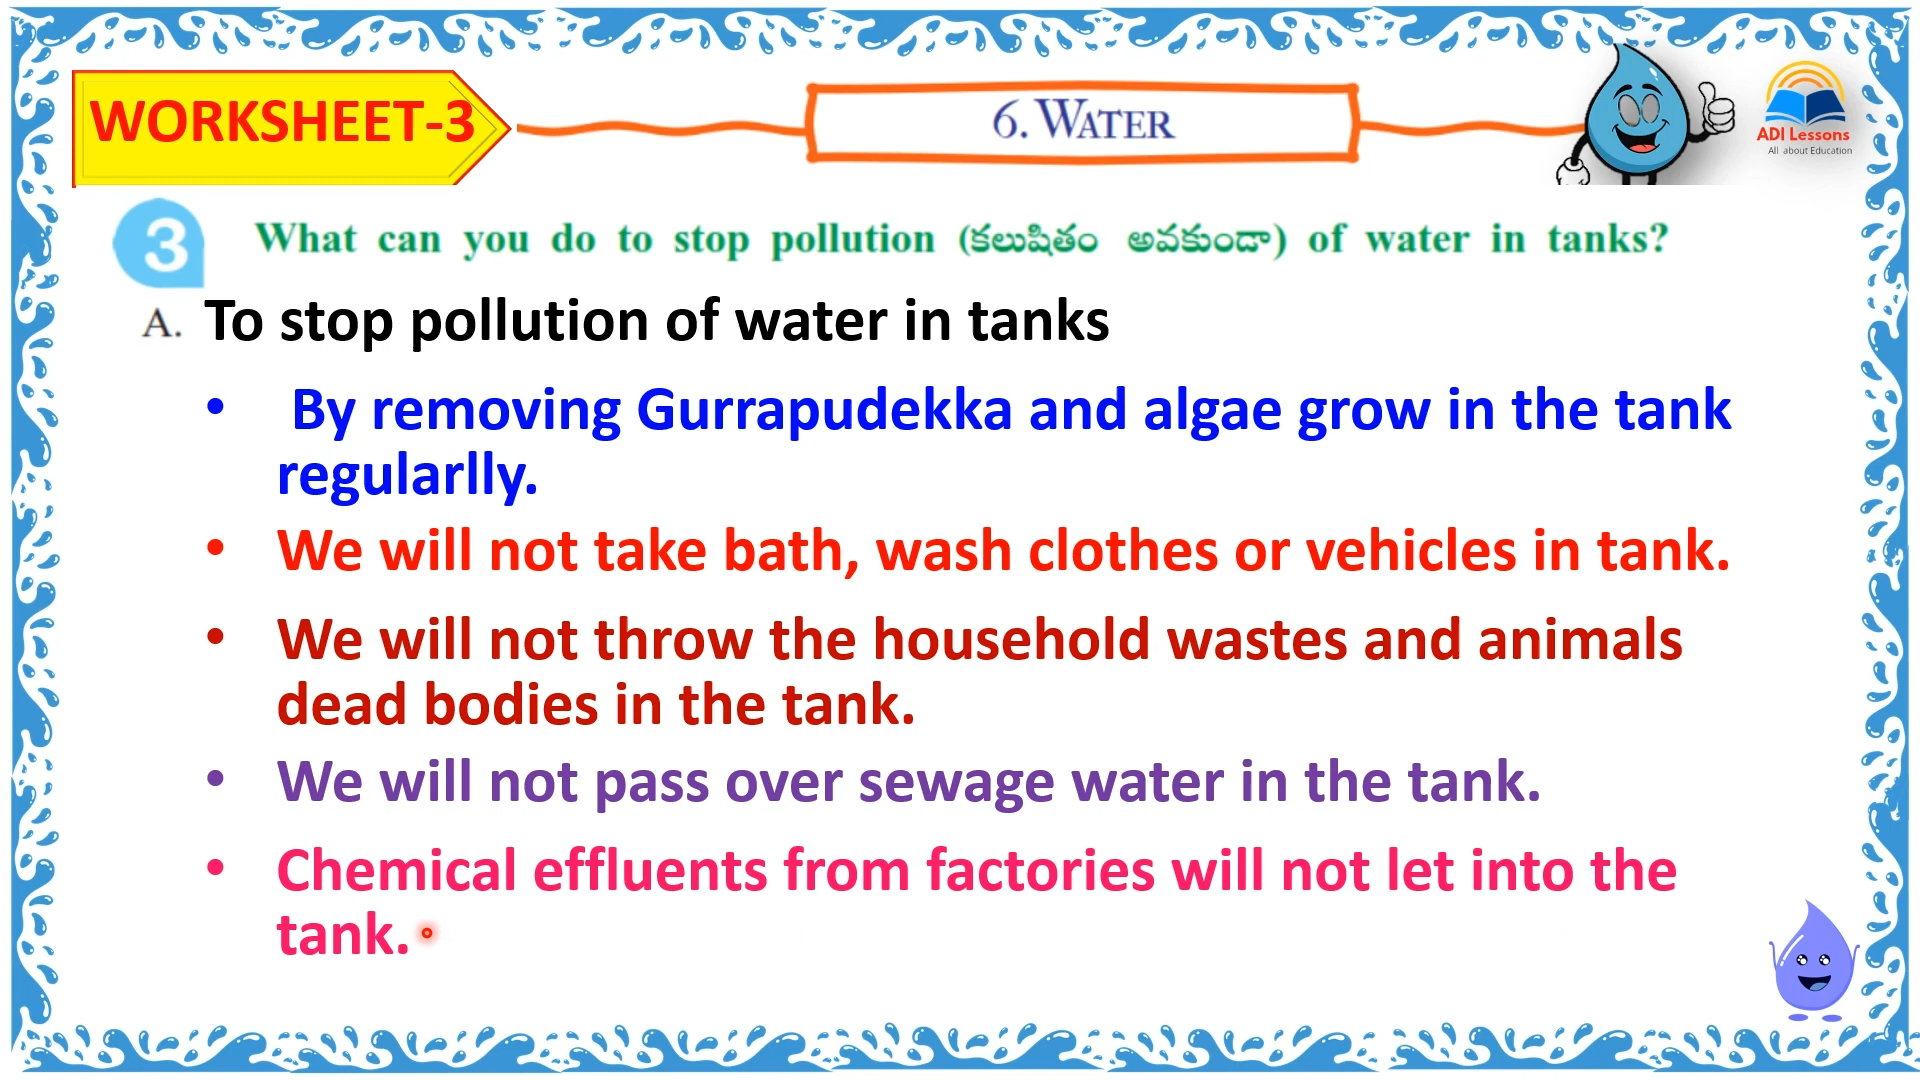 WORKSHEET-3
6. WATER
ADI Lessons
All about Education
3 What can you do to stop pollution (కలుషితం అవకుండా) of water in tanks?
A. To stop pollution of water in tanks
• By removing Gurrapudekka and algae grow in the tank
regularlly.
• We will not take bath, wash clothes or vehicles in tank.
• We will not throw the household wastes and animals
dead bodies in the tank.
• We will not pass over sewage water in the tank.
• Chemical effluents from factories will not let into the
tank.